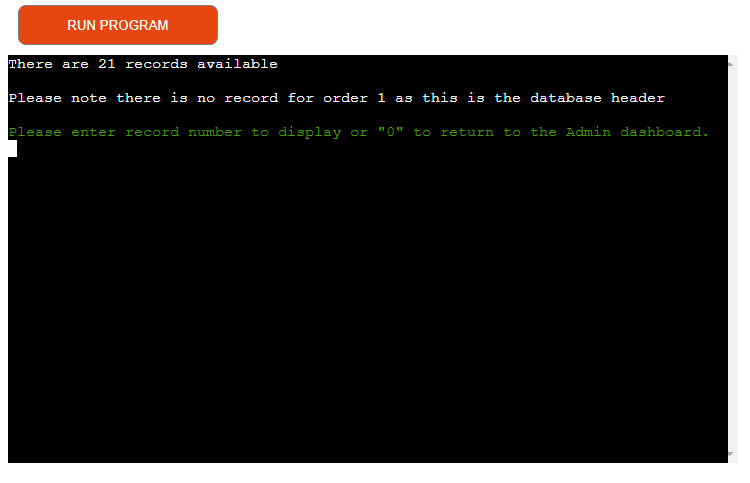 RUN PROGRAM
There are 21 records available
Please note there is no record for order 1 as this is the database header
Please enter record number to display or "0" to return to the Admin dashboard.